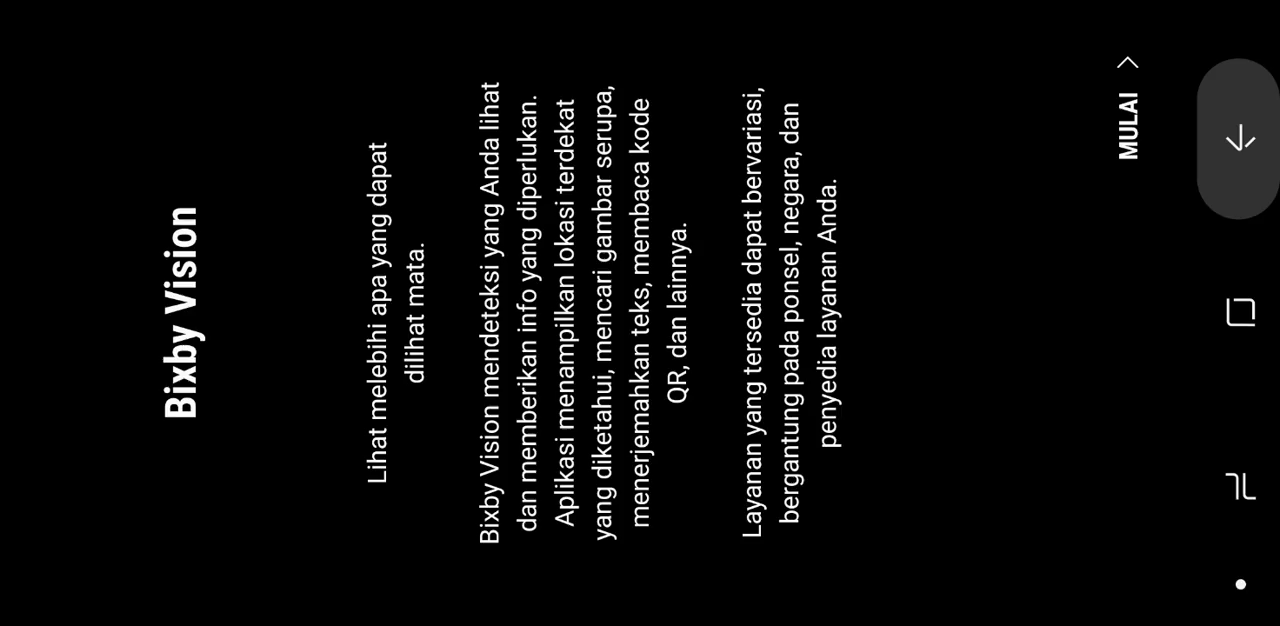 Bixby Vision
Lihat melebihi apa yang dapat
dilihat mata.
Bixby Vision mendeteksi yang Anda lihat
dan memberikan info yang diperlukan.
Aplikasi menampilkan lokasi terdekat
yang diketahui, mencari gambar serupa,
menerjemahkan teks, membaca kode
QR, dan lainnya.
Layanan yang tersedia dapat bervariasi,
bergantung pada ponsel, negara, dan
penyedia layanan Anda.
MULAI